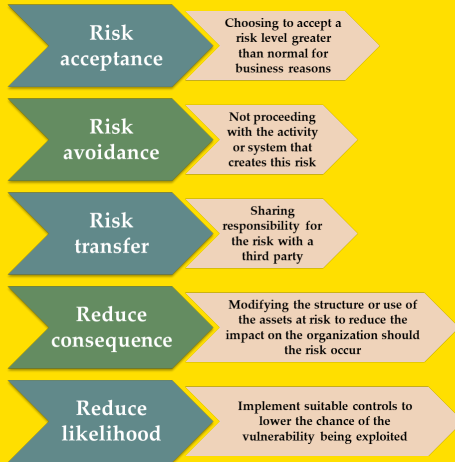 Risk
acceptance
Choosing to accept a
risk level greater
than normal for
business reasons
Risk
avoidance
Not proceeding
with the activity
or system that
creates this risk
Risk
transfer
Sharing
responsibility for
the risk with a
third party
Reduce
consequence
Modifying the structure or use of
the assets at risk to reduce the
impact on the organization should
the risk occur
Reduce
likelihood
Implement suitable controls to
lower the chance of the
vulnerability being exploited